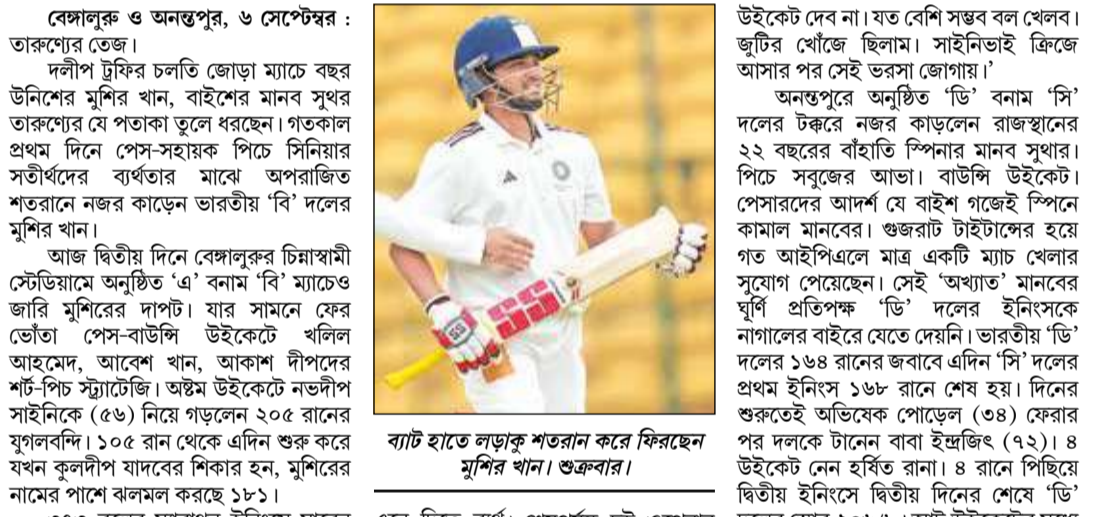 বেঙ্গালুরু ও অনন্তপুর, ৬ সেপ্টেম্বর :
তারুণ্যের তেজ।
দলীপ ট্রফির চলতি জোড়া ম্যাচে বছর
উনিশের মুশির খান, বাইশের মানব সুথর
তারুণ্যের যে পতাকা তুলে ধরছেন। গতকাল
প্রথম দিনে পেস-সহায়ক পিচে সিনিয়ার
সতীর্থদের ব্যর্থতার মাঝে অপরাজিত
শতরানে নজর কাড়েন ভারতীয় ‘বি’ দলের
মুশির খান।
আজ দ্বিতীয় দিনে বেঙ্গালুরুর চিন্নাস্বামী
স্টেডিয়ামে অনুষ্ঠিত ‘এ’ বনাম ‘বি’ ম্যাচেও
জারি মুশিরের দাপট। যার সামনে ফের
ভোঁতা পেস-বাউন্সি উইকেটে খলিল
আহমেদ, আবেশ খান, আকাশ দীপদের
শর্ট-পিচ স্ট্র্যাটেজি। অষ্টম উইকেটে নভদীপ
সাইনিকে (৫৬) নিয়ে গড়লেন ২০৫ রানের
যুগলবন্দি। ১০৫ রান থেকে এদিন শুরু করে
যখন কুলদীপ যাদবের শিকার হন, মুশিরের
নামের পাশে ঝলমল করছে ১৮১।
SS
ব্যাট হাতে লড়াকু শতরান করে ফিরছেন
মুশির খান। শুক্রবার।
উইকেট দেব না। যত বেশি সম্ভব বল খেলব।
জুটির খোঁজে ছিলাম। সাইনিভাই ক্রিজে
আসার পর সেই ভরসা জোগায়।’
অনন্তপুরে অনুষ্ঠিত ‘ডি’ বনাম ‘সি’
দলের টক্করে নজর কাড়লেন রাজস্থানের
২২ বছরের বাঁহাতি স্পিনার মানব সুথার।
পিচে সবুজের আভা। বাউন্সি উইকেট।
পেসারদের আদর্শ যে বাইশ গজেই স্পিনে
কামাল মানবের। গুজরাট টাইটান্সের হয়ে
গত আইপিএলে মাত্র একটি ম্যাচ খেলার
সুযোগ পেয়েছেন। সেই ‘অখ্যাত’ মানবের
ঘূর্ণি প্রতিপক্ষ ‘ডি’ দলের ইনিংসকে
নাগালের বাইরে যেতে দেয়নি। ভারতীয় ‘ডি’
দলের ১৬৪ রানের জবাবে এদিন ‘সি’ দলের
প্রথম ইনিংস ১৬৮ রানে শেষ হয়। দিনের
শুরুতেই অভিষেক পোড়েল (৩৪) ফেরার
পর দলকে টানেন বাবা ইন্দ্রজিৎ (৭২)। ৪
উইকেট নেন হর্ষিত রানা। ৪ রানে পিছিয়ে
দ্বিতীয় ইনিংসে দ্বিতীয় দিনের শেষে ‘ডি’